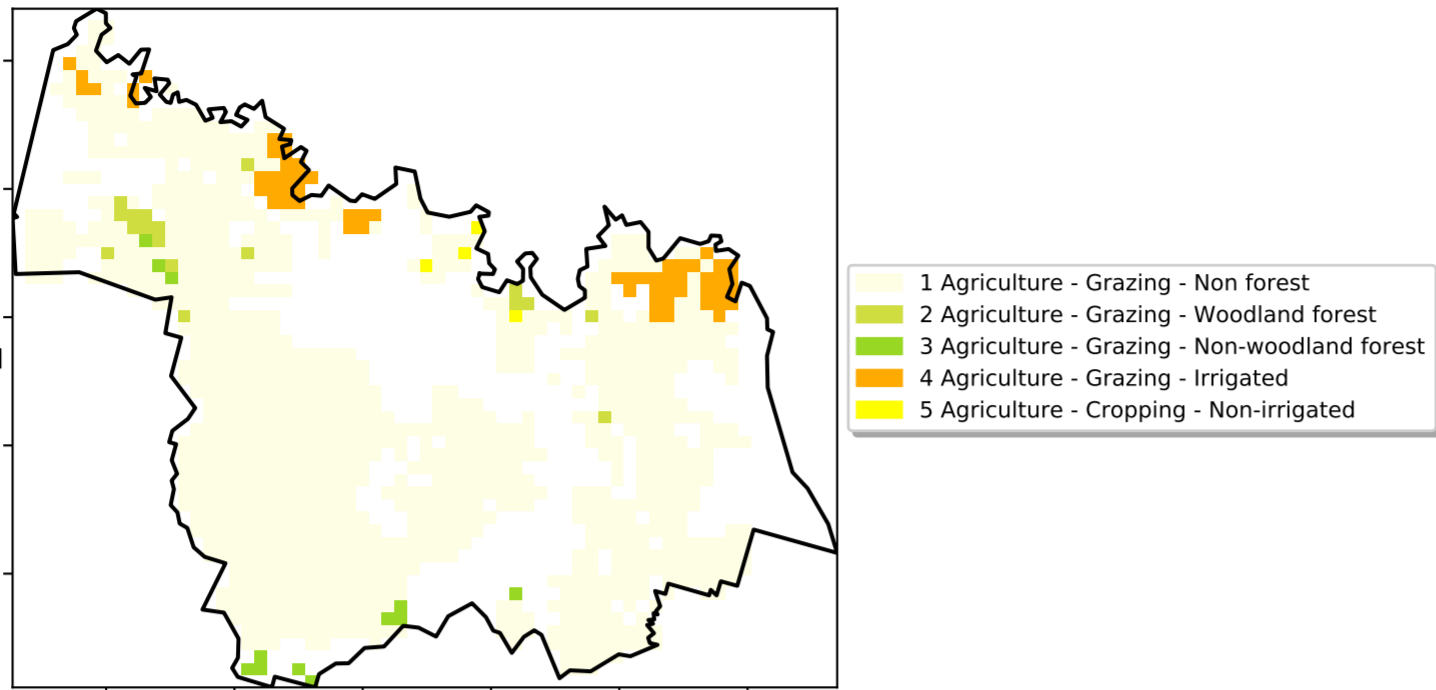 1 Agriculture - Grazing - Non forest
2 Agriculture - Grazing - Woodland forest
3 Agriculture - Grazing - Non-woodland forest
4 Agriculture - Grazing - Irrigated
5 Agriculture - Cropping - Non-irrigated